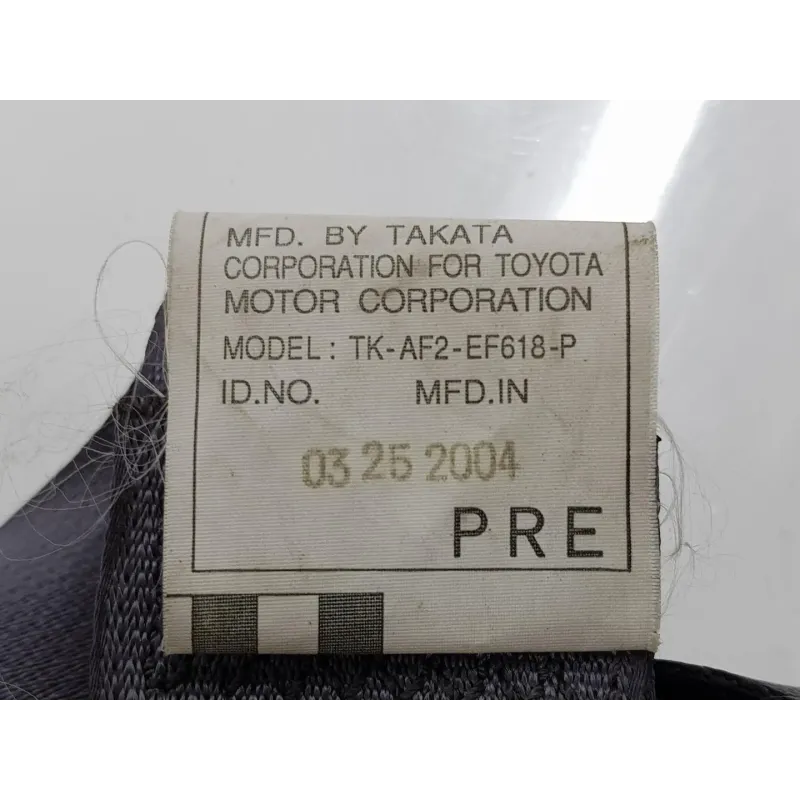 MFD. BY TAKATA
CORPORATION FOR TOYOTA
MOTOR CORPORATION
MODEL: TK-AF2-EF618-P
ID.NO. MFD.IN
03 25 2004
PRE